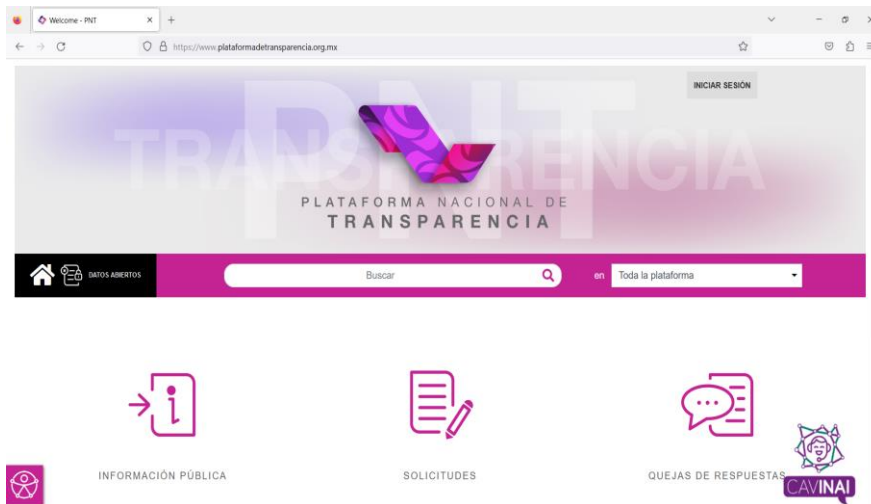 Welcome - PNT
https://www.plataformadetransparencia.org.mx
INICIAR SESIÓN
PNT
TRANSPARENCIA
PLATAFORMA NACIONAL DE
TRANSPARENCIA
DATOS ABIERTOS
Buscar
en
Toda la plataforma
INFORMACIÓN PÚBLICA
SOLICITUDES
QUEJAS DE RESPUESTAS
CAVINAI